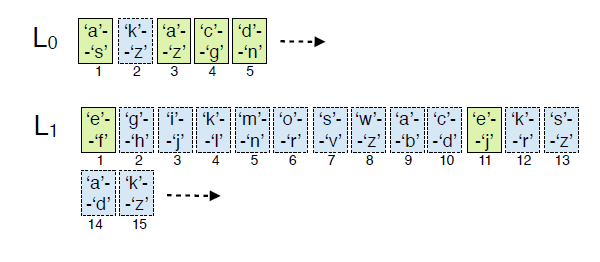 L0 ‘a’- ‘k’- ‘a’- ‘c’- ‘d’-
-‘s’ -‘z’ -‘z’ -‘g’ -‘n’
1 2 3 4 5
L1 ‘e’- ‘g’- ‘i’- ‘k’- ‘m’- ‘o’- ‘s’- ‘w’- ‘a’- ‘c’- ‘e’- ‘k’- ‘s’-
-‘f’ -‘h’ -‘j’ -‘l’ -‘n’ -‘r’ -‘v’ -‘z’ -‘b’ -‘d’ -‘j’ -‘r’ -‘z’
1 2 3 4 5 6 7 8 9 10 11 12 13
‘a’- ‘k’-
-‘d’ -‘z’
14 15